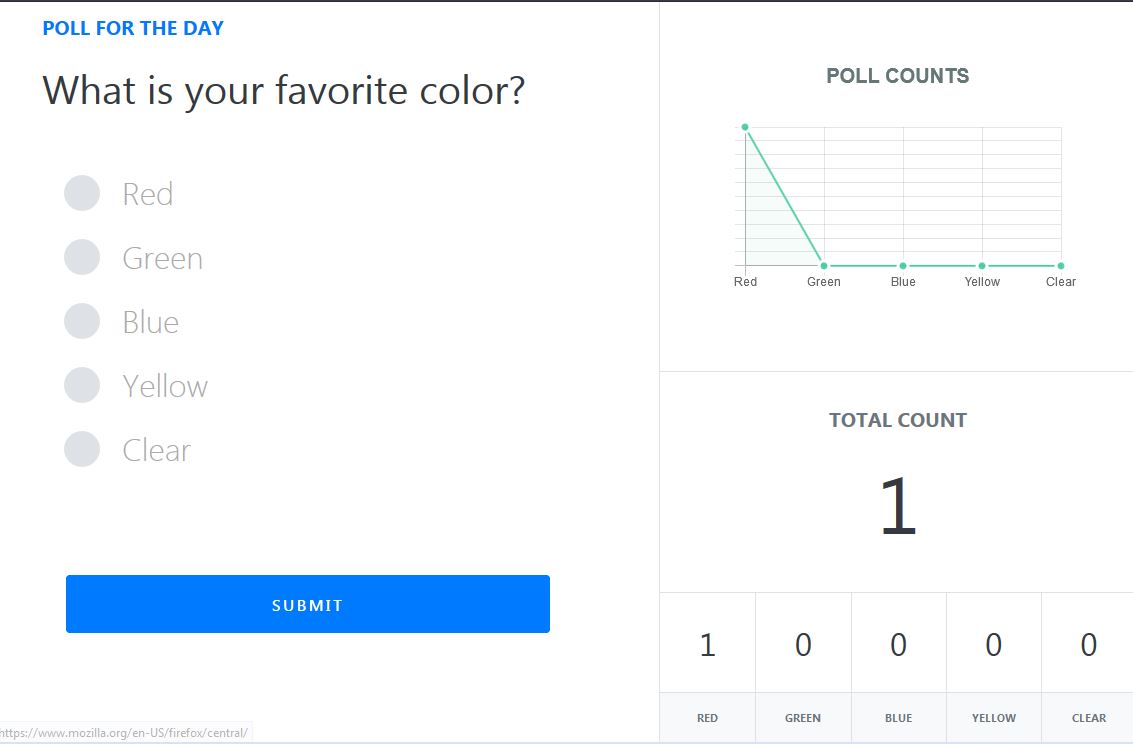 POLL FOR THE DAY
What is your favorite color?
Red
Green
Blue
Yellow
Clear
SUBMIT
POLL COUNTS
Red Green Blue Yellow Clear
TOTAL COUNT
1
1 0 0 0 0
RED GREEN BLUE YELLOW CLEAR
https://www.mozilla.org/en-US/firefox/central/